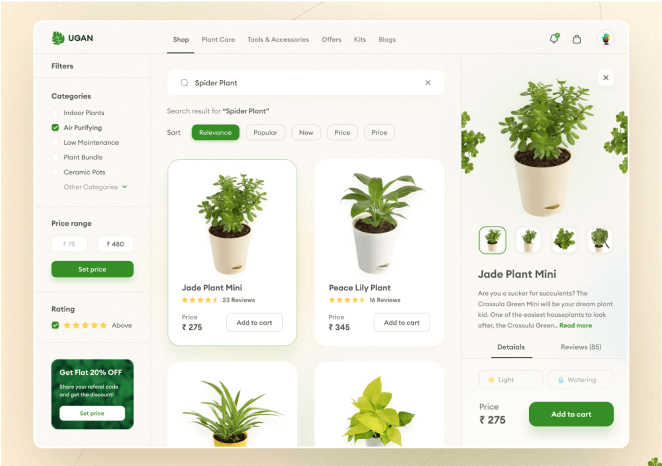 UGAN
Shop
Plant Care
Tools & Accessories
Offers
Kits
Blogs
Filters
Categories
Indoor Plants
Air Purifying
Low Maintenance
Plant Bundle
Ceramic Pots
Other Categories
Price range
₹ 75
₹ 480
Set price
Rating
Above
Get Flat 20% OFF
Share your referal code
and get the discount!
Set price
Spider Plant
Search result for “Spider Plant”
Sort
Relevance
Popular
New
Price
Price
Jade Plant Mini
23 Reviews
Price
₹ 275
Add to cart
Peace Lily Plant
16 Reviews
Price
₹ 345
Add to cart
Jade Plant Mini
Are you a sucker for succulents? The
Crassula Green Mini will be your dream plant
kid. One of the easiest houseplants to look
after, the Crassula Green.. Read more
Detaials
Reviews (85)
Light
Watering
Price
₹ 275
Add to cart